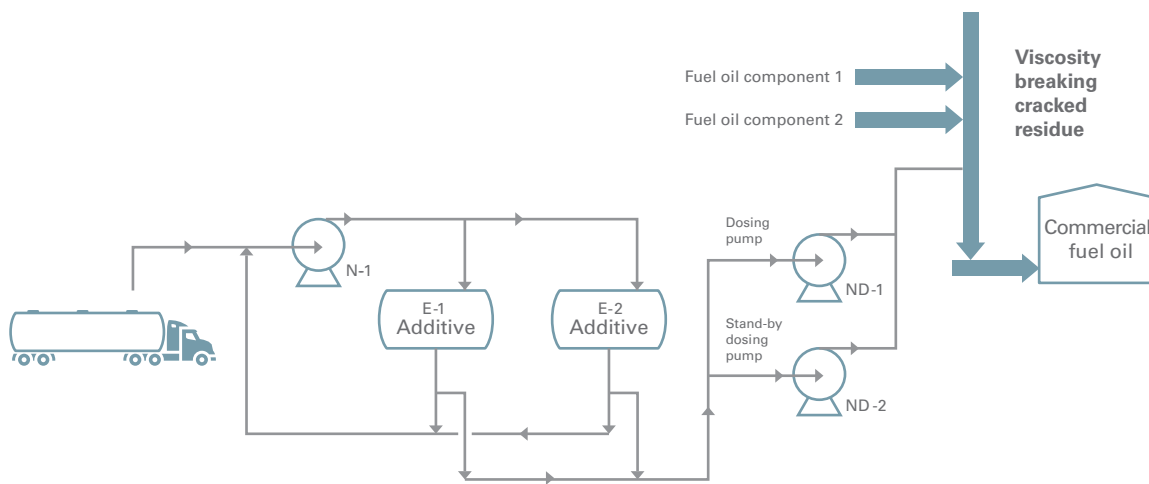 Fuel oil component 1
Fuel oil component 2
Viscosity
breaking
cracked
residue
Commercial
fuel oil
Dosing
pump
ND-1
Stand-by
dosing
pump
ND-2
N-1
E-1
Additive
E-2
Additive